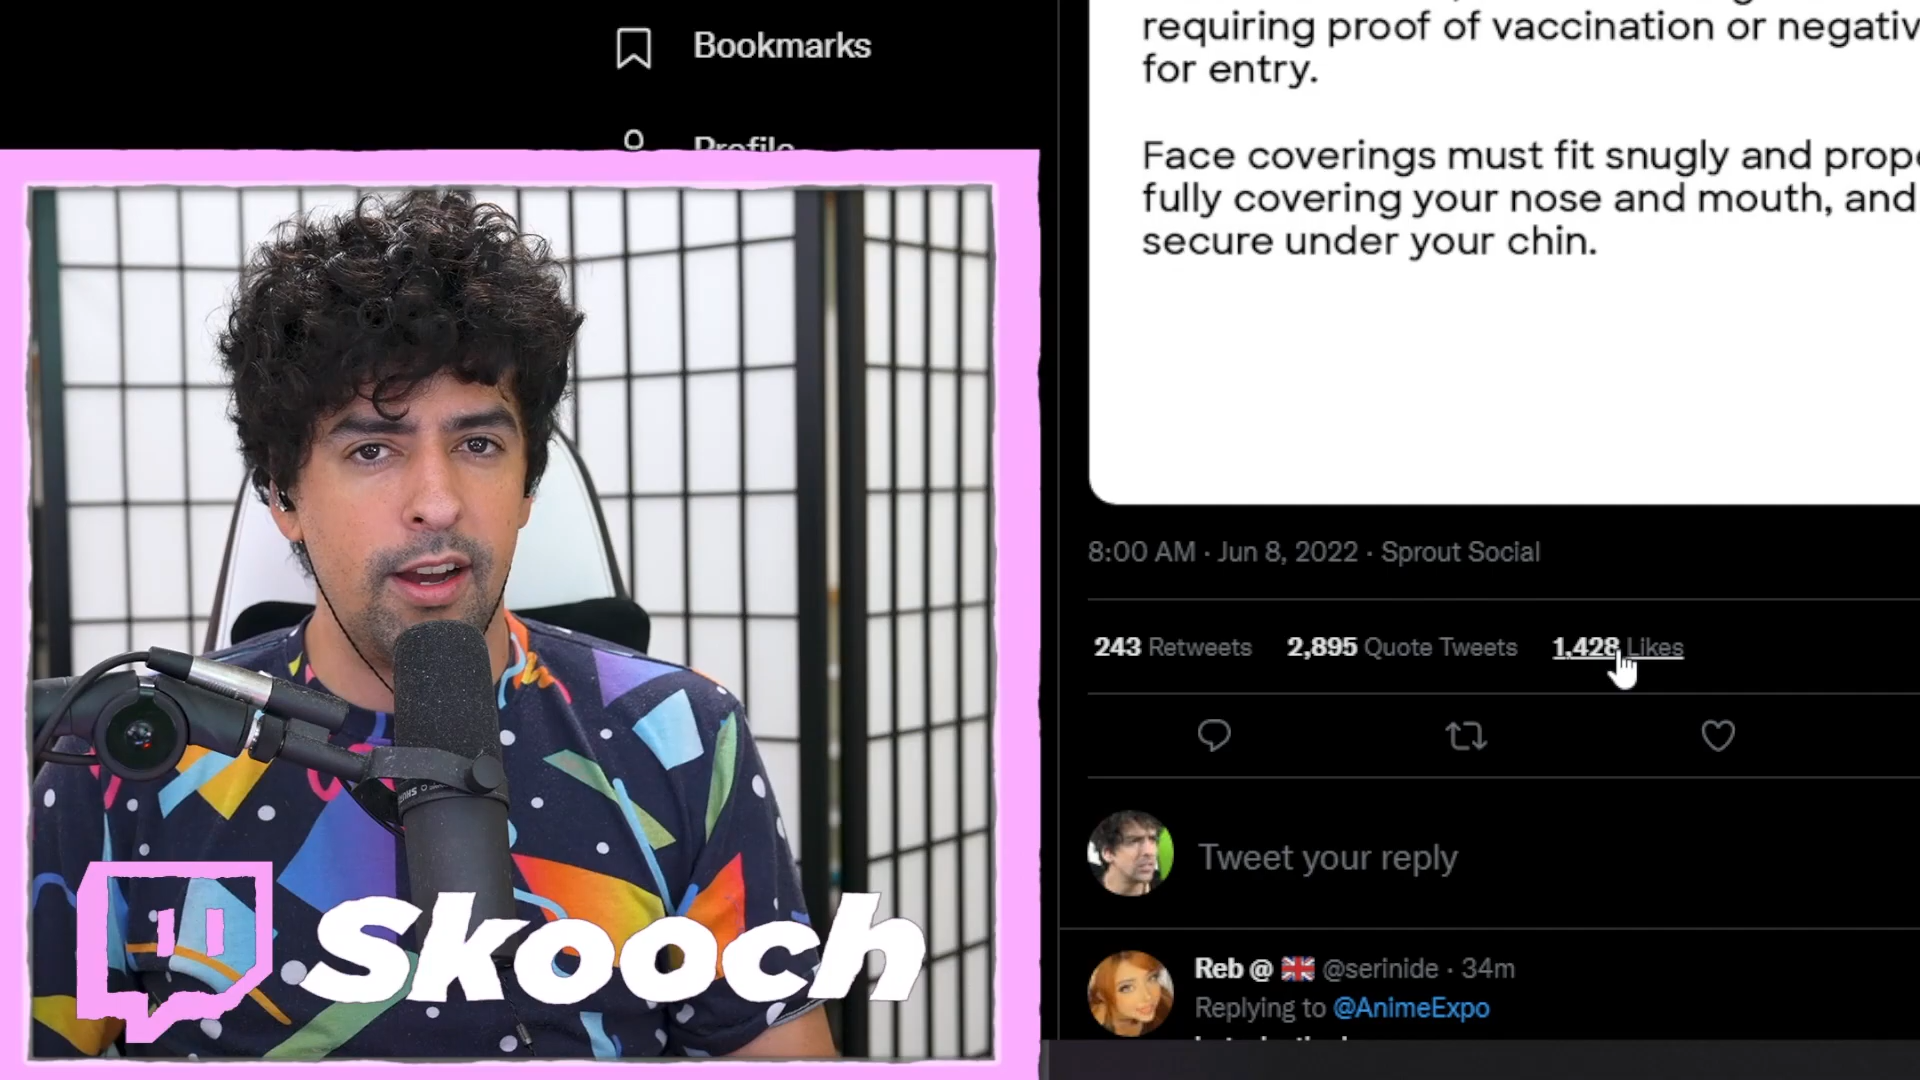 Bookmarks
Profile
requiring proof of vaccination or negativ
for entry.
Face coverings must fit snugly and prope
fully covering your nose and mouth, and
secure under your chin.
8:00 AM · Jun 8, 2022 · Sprout Social
243 Retweets 2,895 Quote Tweets 1,428 Likes
Tweet your reply
Reb @ 🇬🇧 @serinide · 34m
Replying to @AnimeExpo
Skooch